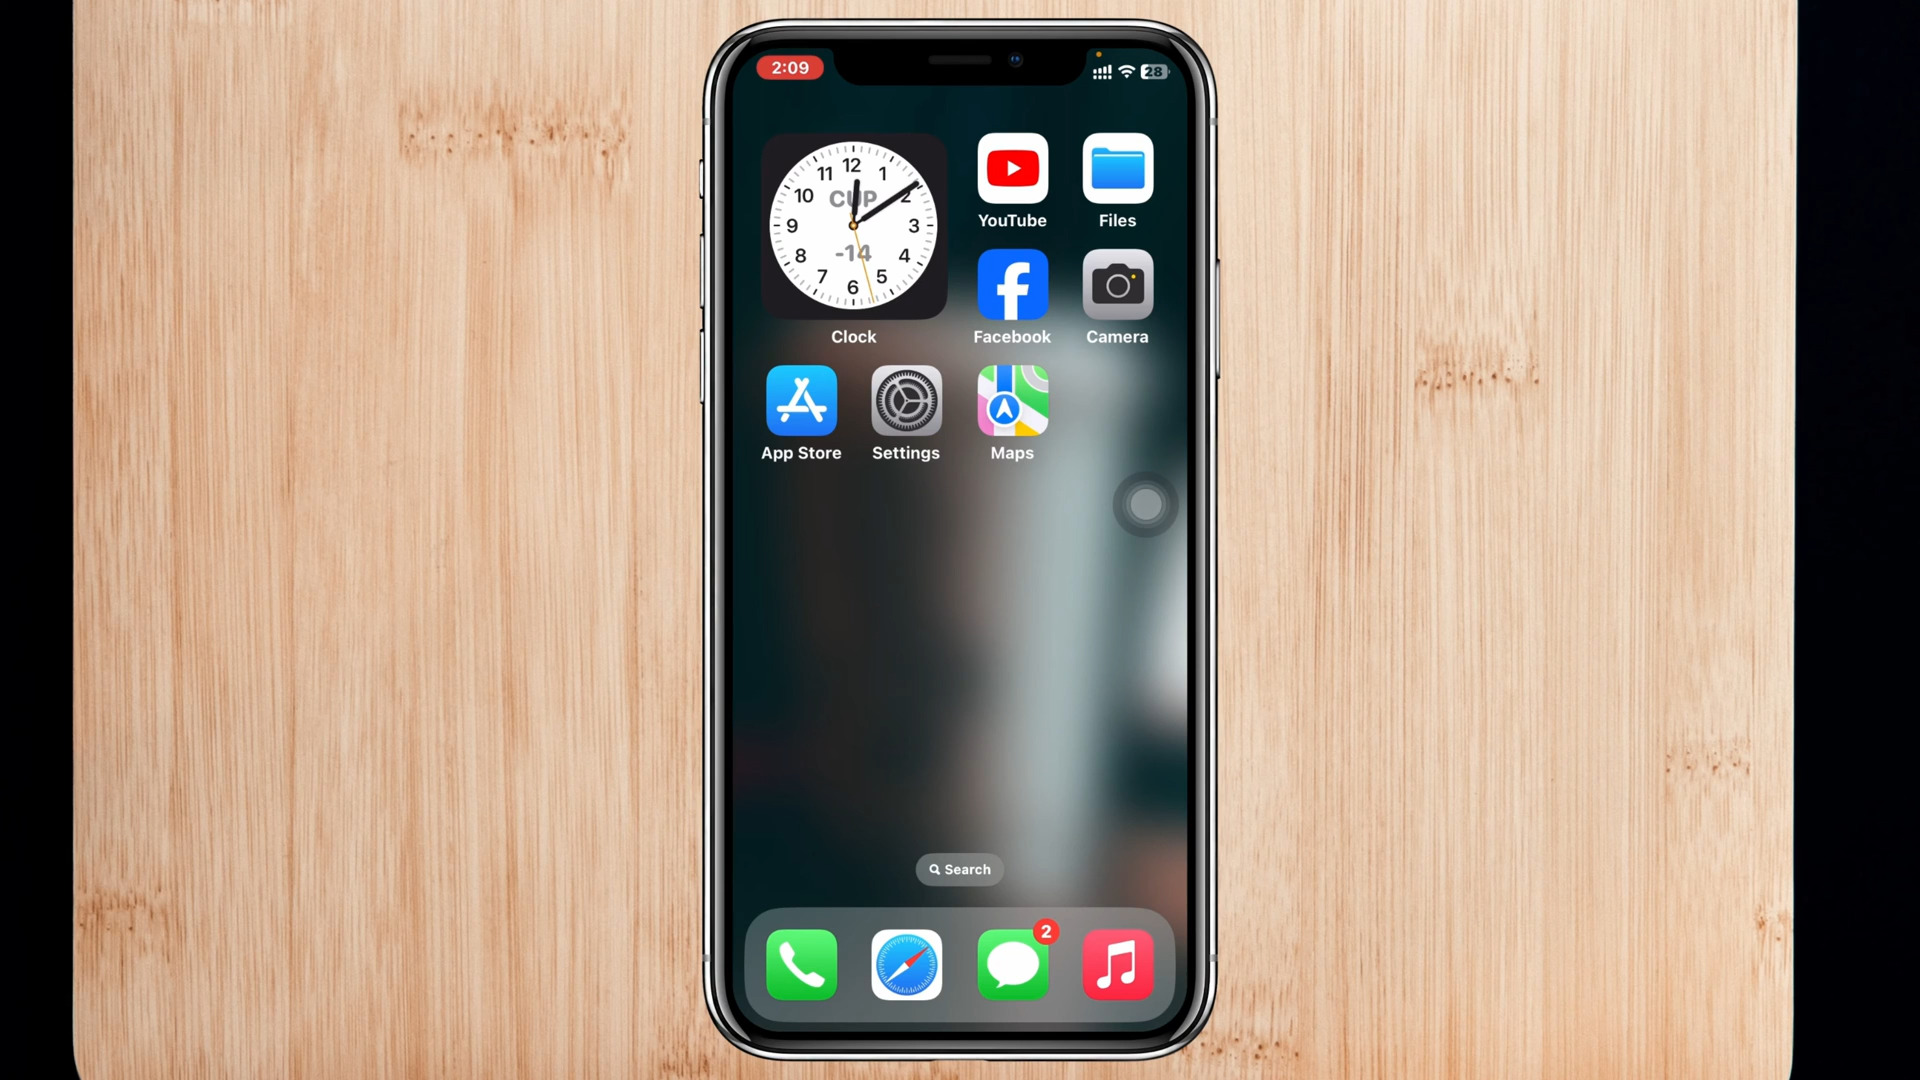 2:09
28
12
11 1
10 CUP 2
9 3
8 -14 4
7 5
6
Clock
YouTube
Files
Facebook
Camera
App Store
Settings
Maps
Search
2